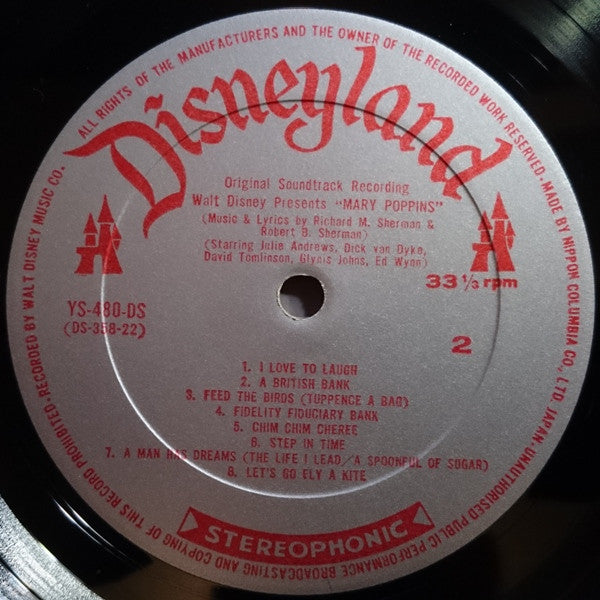 ALL RIGHTS OF THE MANUFACTURERS AND THE OWNER OF THE RECORDED WORK RESERVED·MADE BY NIPPON COLUMBIA CO., LTD. JAPAN·UNAUTHORISED PUBLIC PERFORMANCE BROADCASTING AND COPYING OF THIS RECORD PROHIBITED·RECORDED BY WALT DISNEY MUSIC CO.
Disneyland
Original Soundtrack Recording
Walt Disney Presents "MARY POPPINS"
(Music & Lyrics by Richard M. Sherman &
Robert B. Sherman)
(Starring Julie Andrews, Dick van Dyke,
David Tomlinson, Glynis Johns, Ed Wynn)
33 1/3 rpm
YS-480-DS
(DS-358-22)
2
1. I LOVE TO LAUGH
2. A BRITISH BANK
3. FEED THE BIRDS (TUPPENCE A BAG)
4. FIDELITY FIDUCIARY BANK
5. CHIM CHIM CHEREE
6. STEP IN TIME
7. A MAN HAS DREAMS (THE LIFE I LEAD/A SPOONFUL OF SUGAR)
8. LET'S GO FLY A KITE
STEREOPHONIC